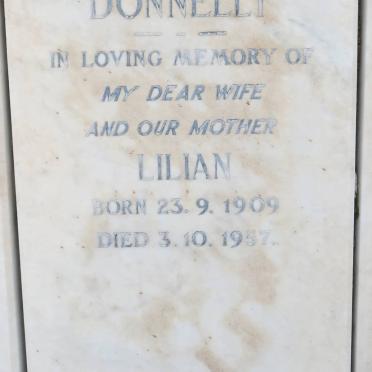 DONNELLY
IN LOVING MEMORY OF
MY DEAR WIFE
AND OUR MOTHER
LILIAN
BORN 23. 9. 1909
DIED 3. 10. 1957.